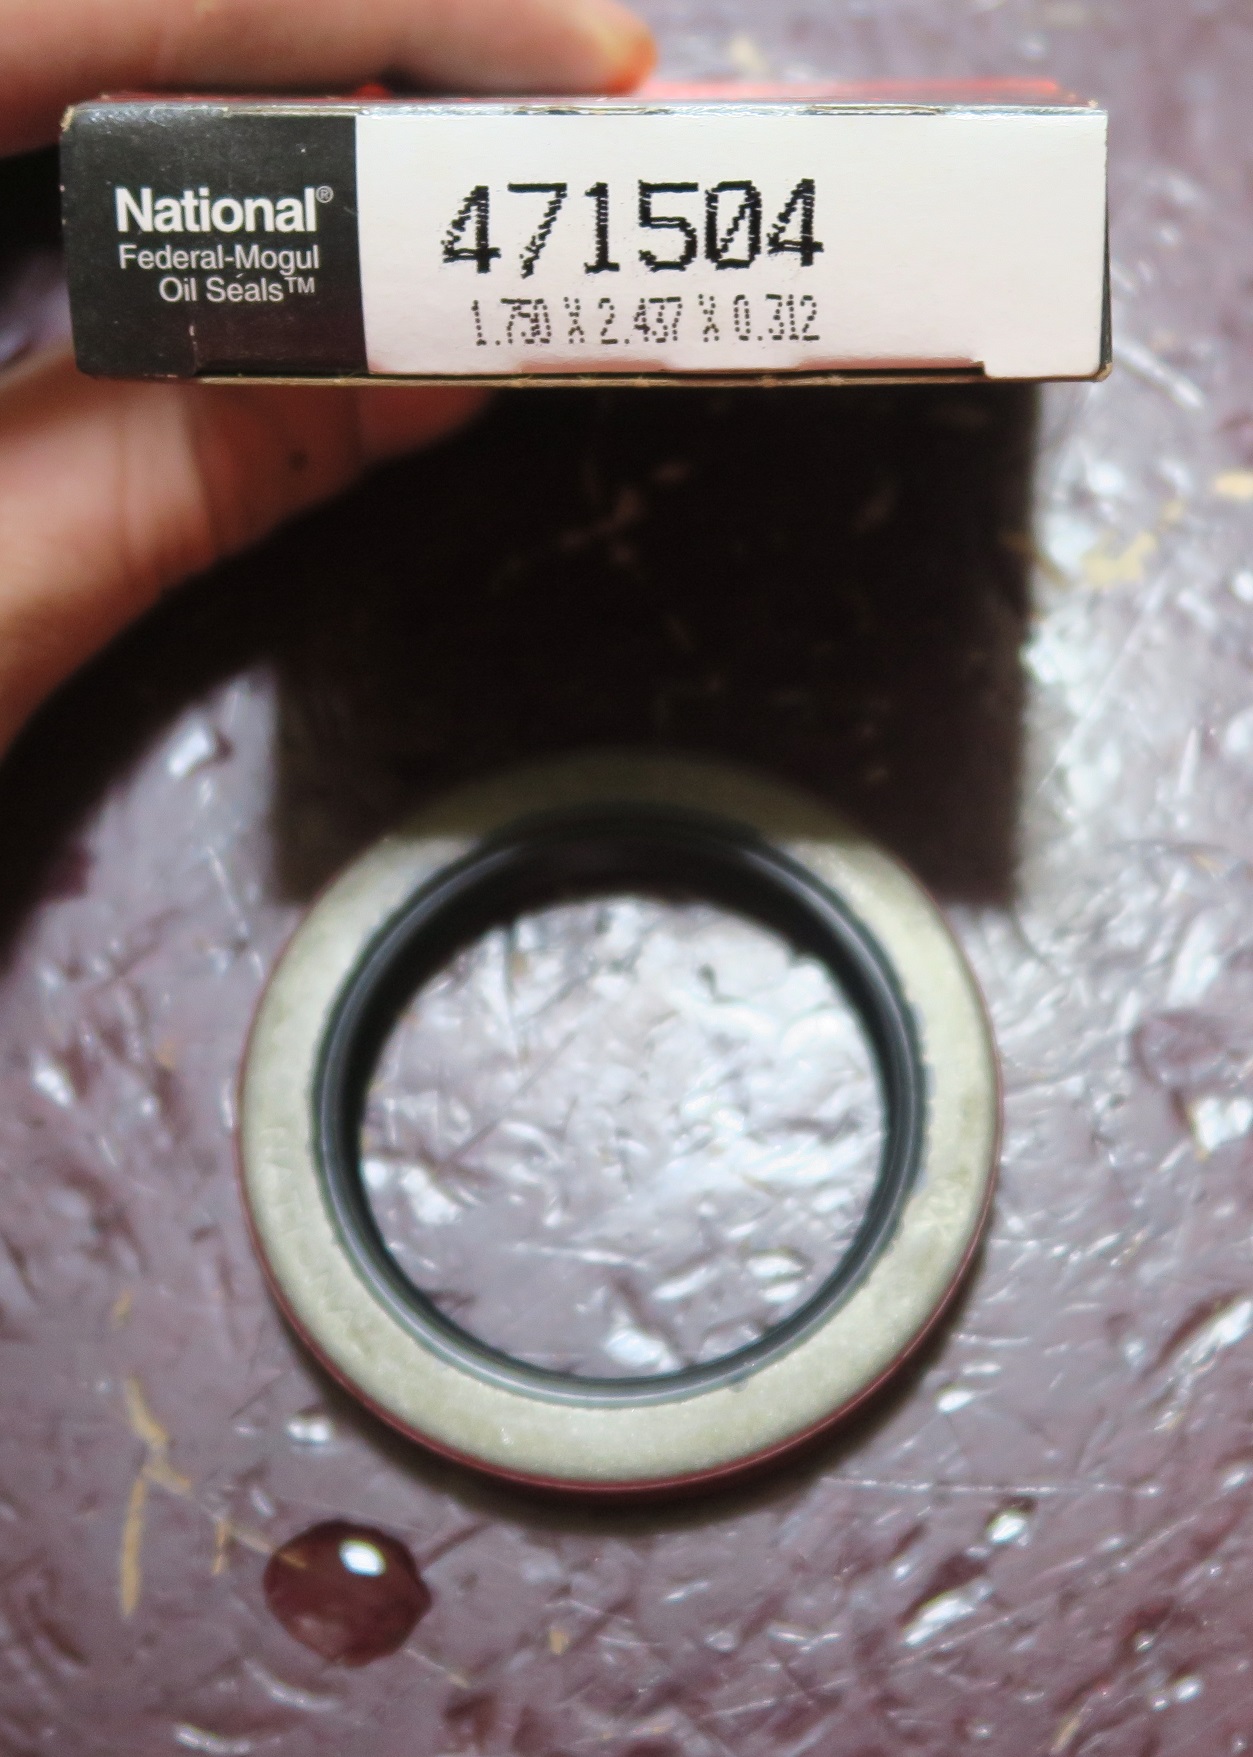 National®
Federal-Mogul
Oil Seals™
471504
1.750 X 2.437 X 0.312